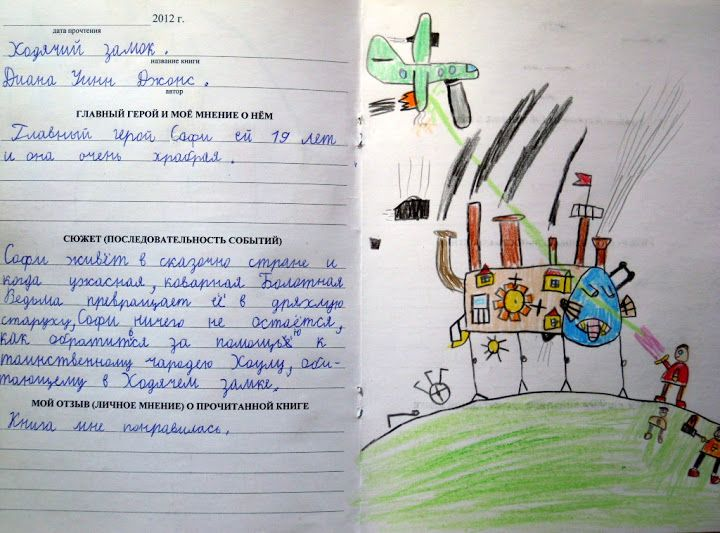 2012 г.
дата прочтения
Ходячий замок.
название книги
Диана Уинн Джонс.
автор
ГЛАВНЫЙ ГЕРОЙ И МОЁ МНЕНИЕ О НЁМ
Главный герой Софи ей 19 лет
и она очень храбрая.
СЮЖЕТ (ПОСЛЕДОВАТЕЛЬНОСТЬ СОБЫТИЙ)
Софи живёт в сказочно стране и
когда ужасная, коварная Болотная
Ведьма превращает её в дряхлую
старуху, Софи ничего не остаётся,
как обратится за помощью к
таинственному чародею Хоулу, оби-
тающему в Ходячем замке.
МОЙ ОТЗЫВ (ЛИЧНОЕ МНЕНИЕ) О ПРОЧИТАННОЙ КНИГЕ
Книга мне понравилась.